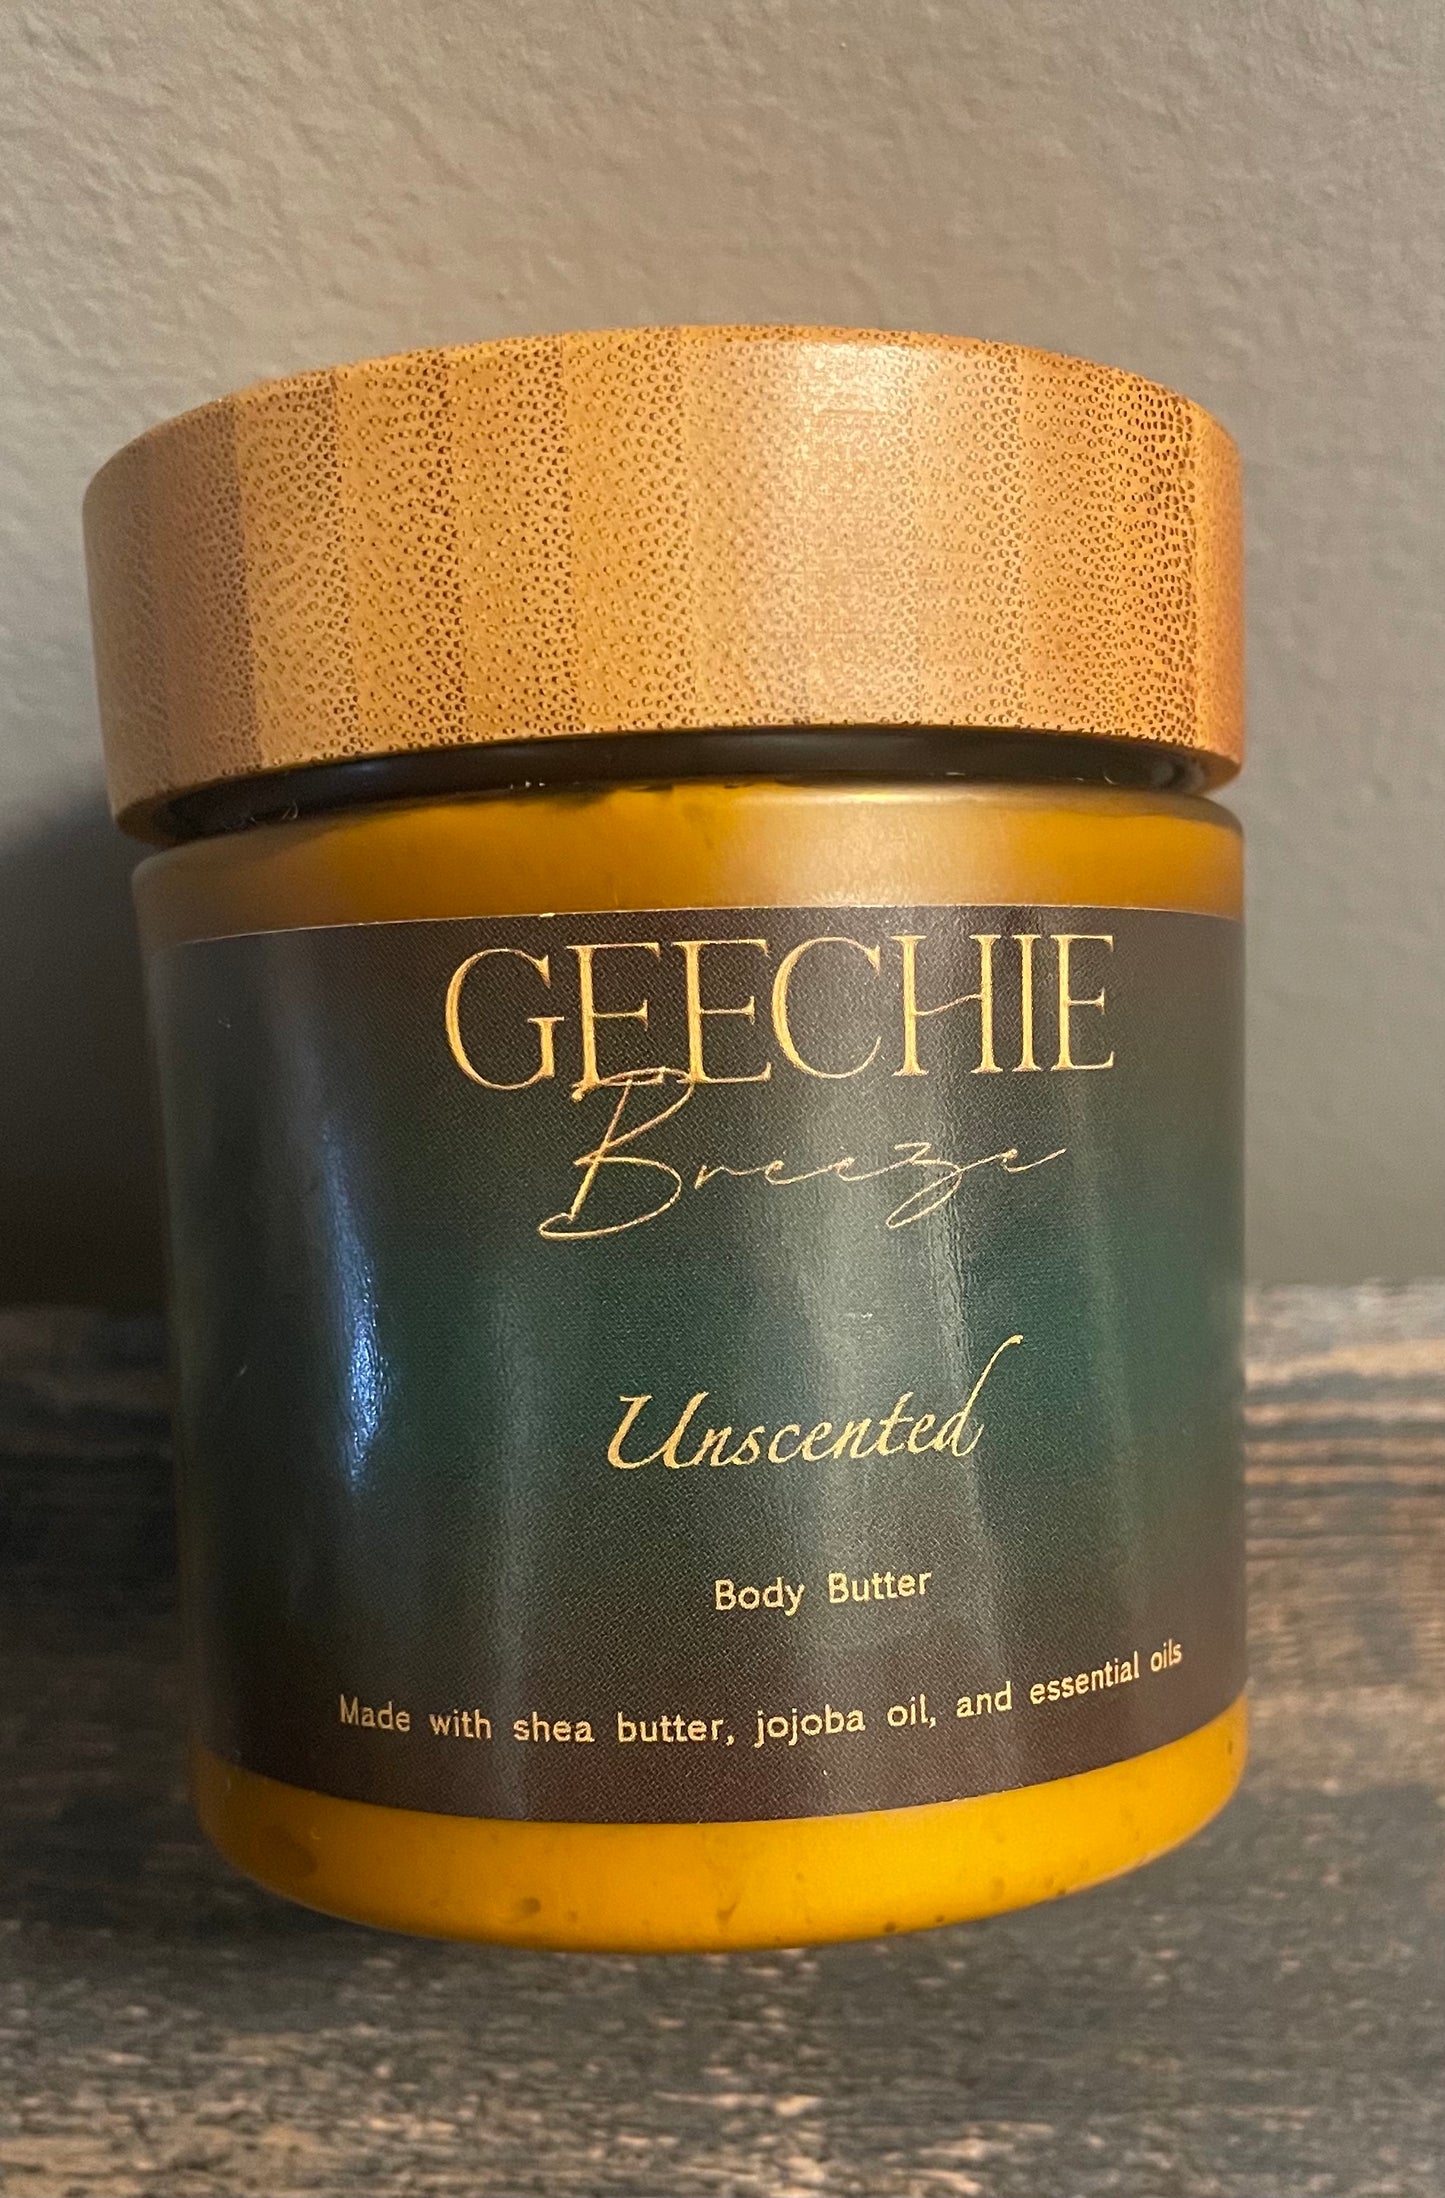 GEECHIE
Breeze
Unscented
Body Butter
Made with shea butter, jojoba oil, and essential oils